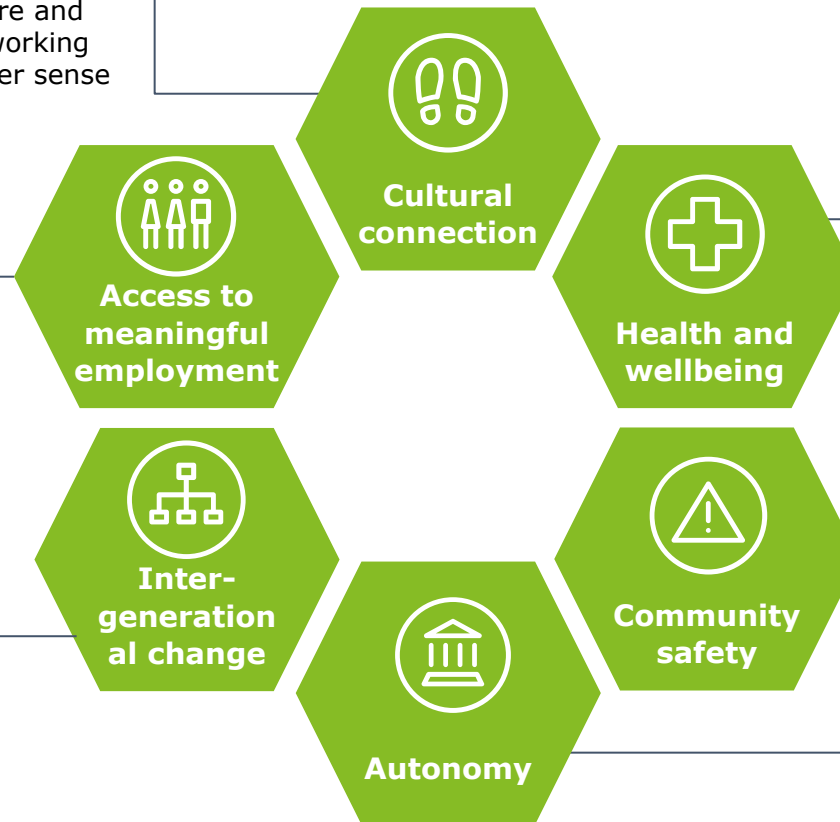 re and
working
er sense
Cultural
connection
Access to
meaningful
employment
Health and
wellbeing
Inter-
generation
al change
Community
safety
Autonomy